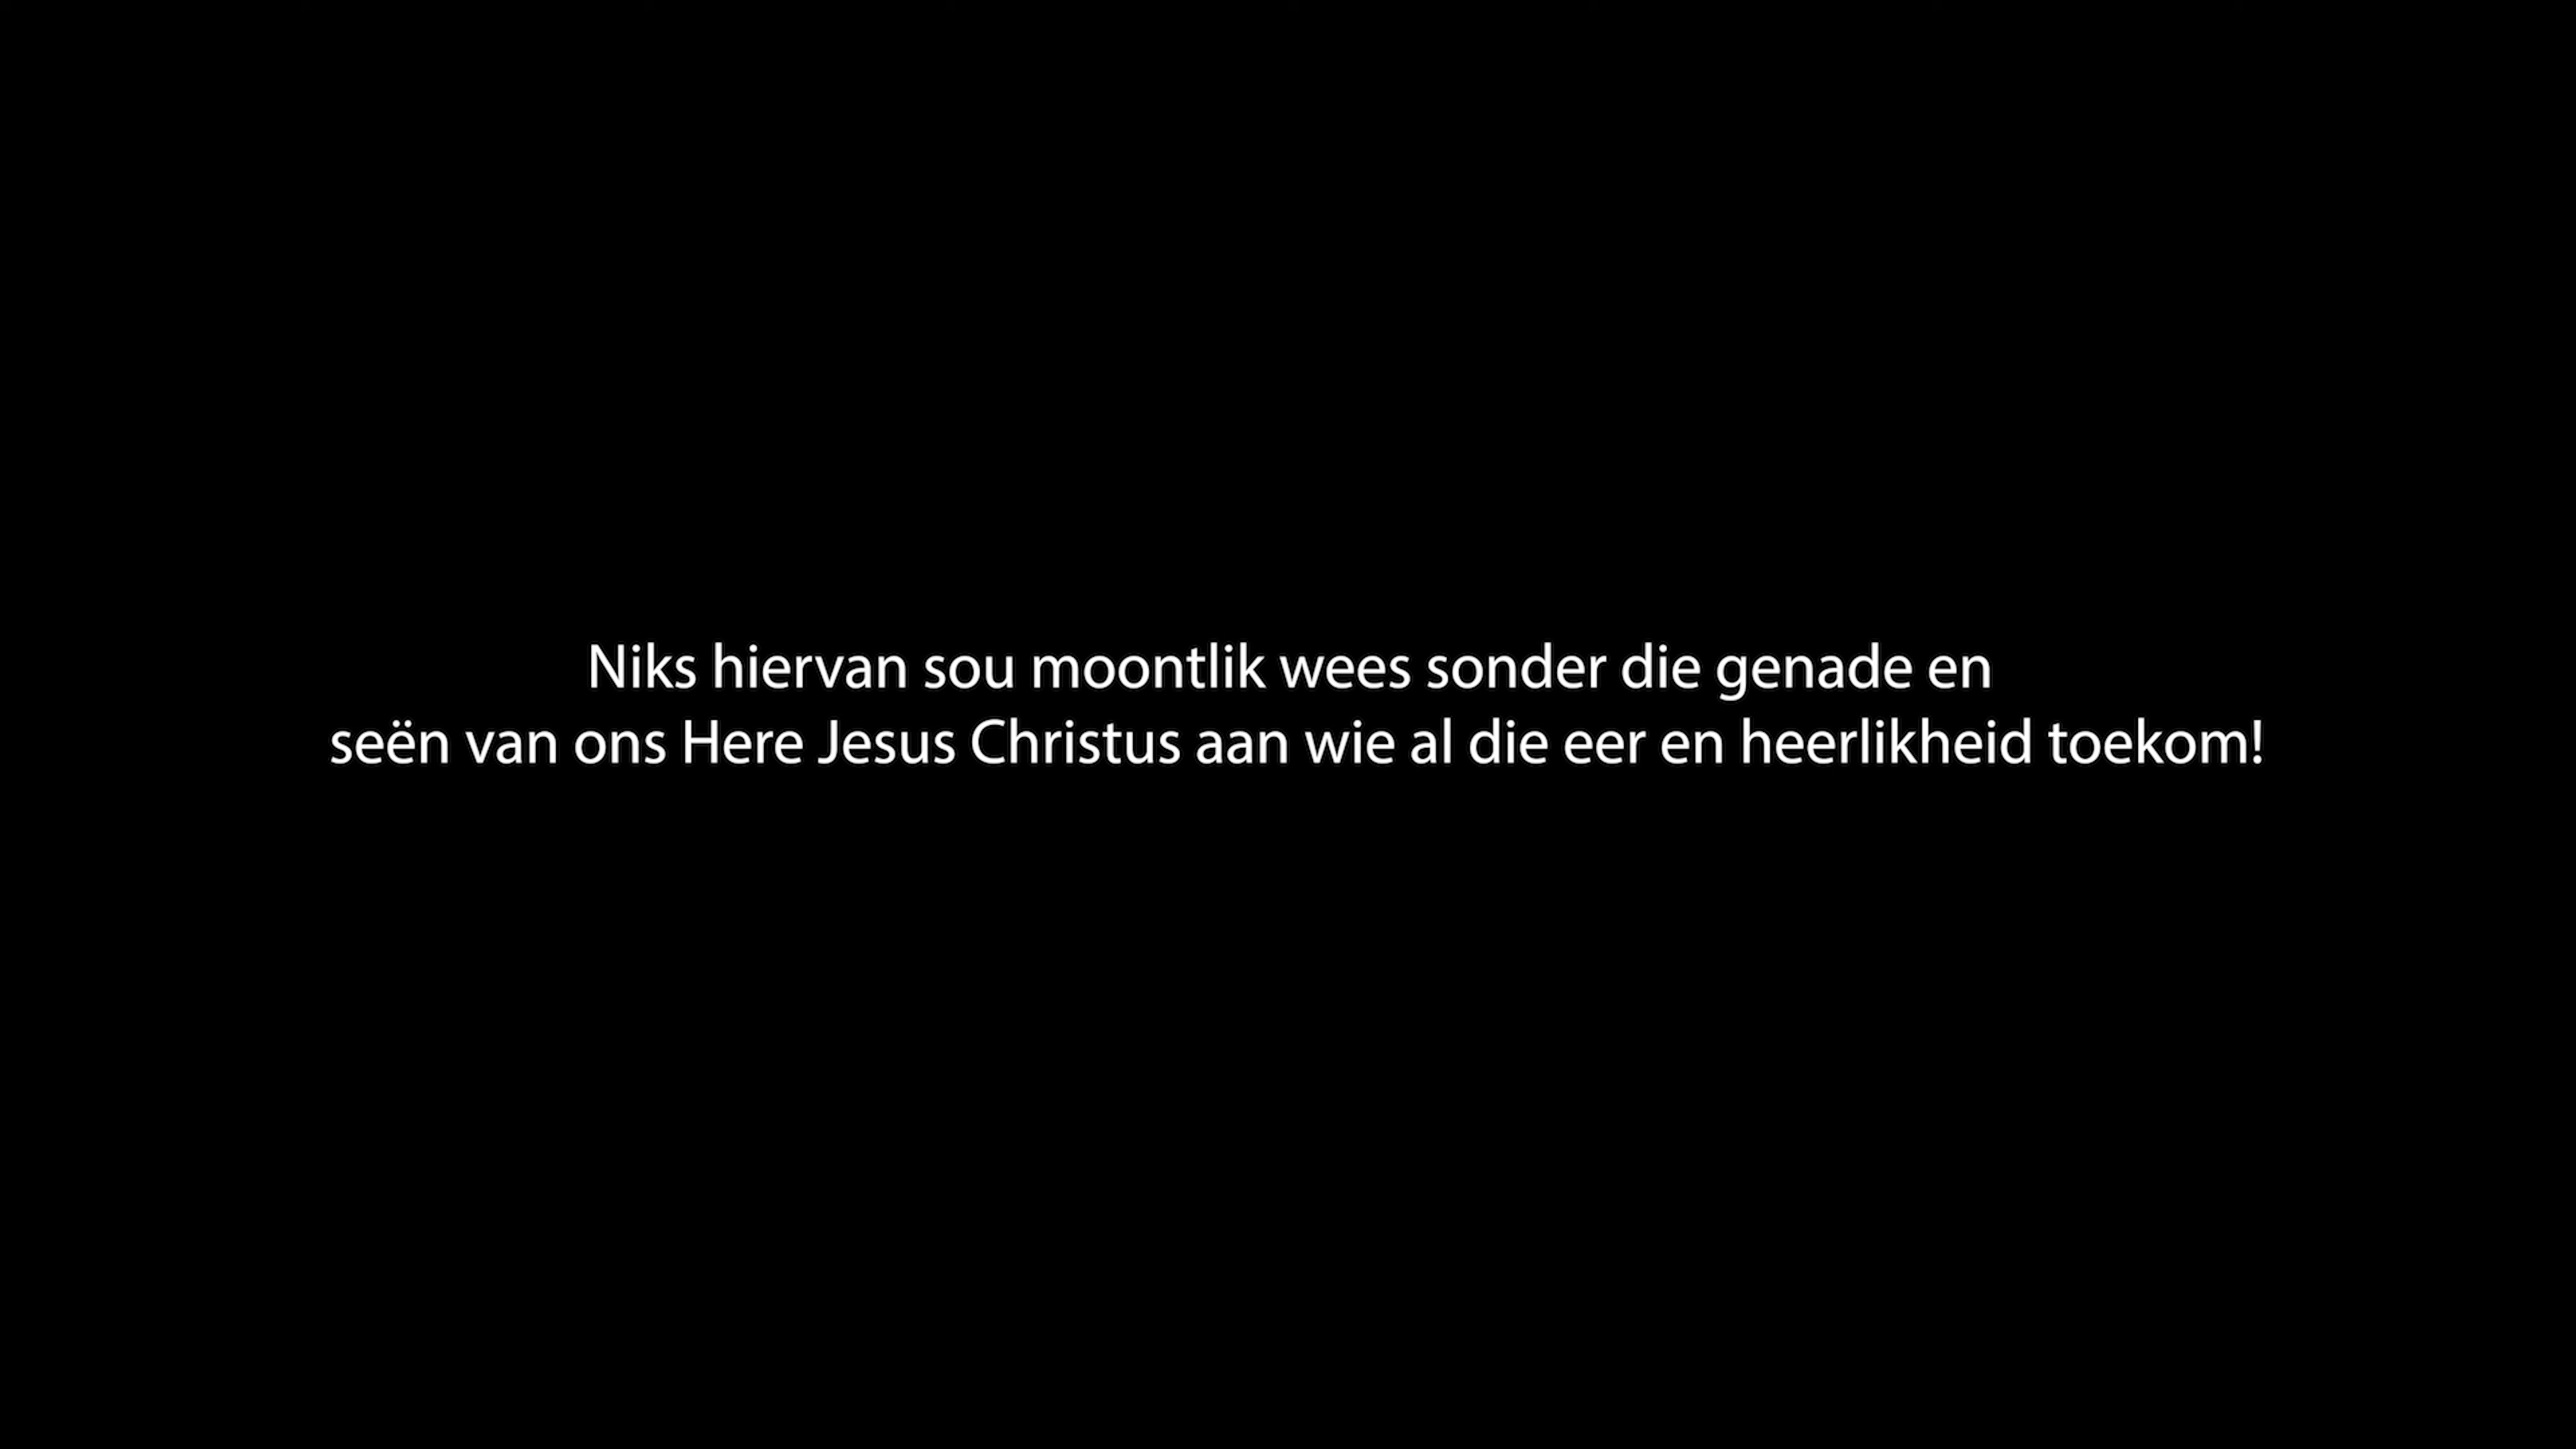 Niks hiervan sou moontlik wees sonder die genade en
seën van ons Here Jesus Christus aan wie al die eer en heerlikheid toekom!